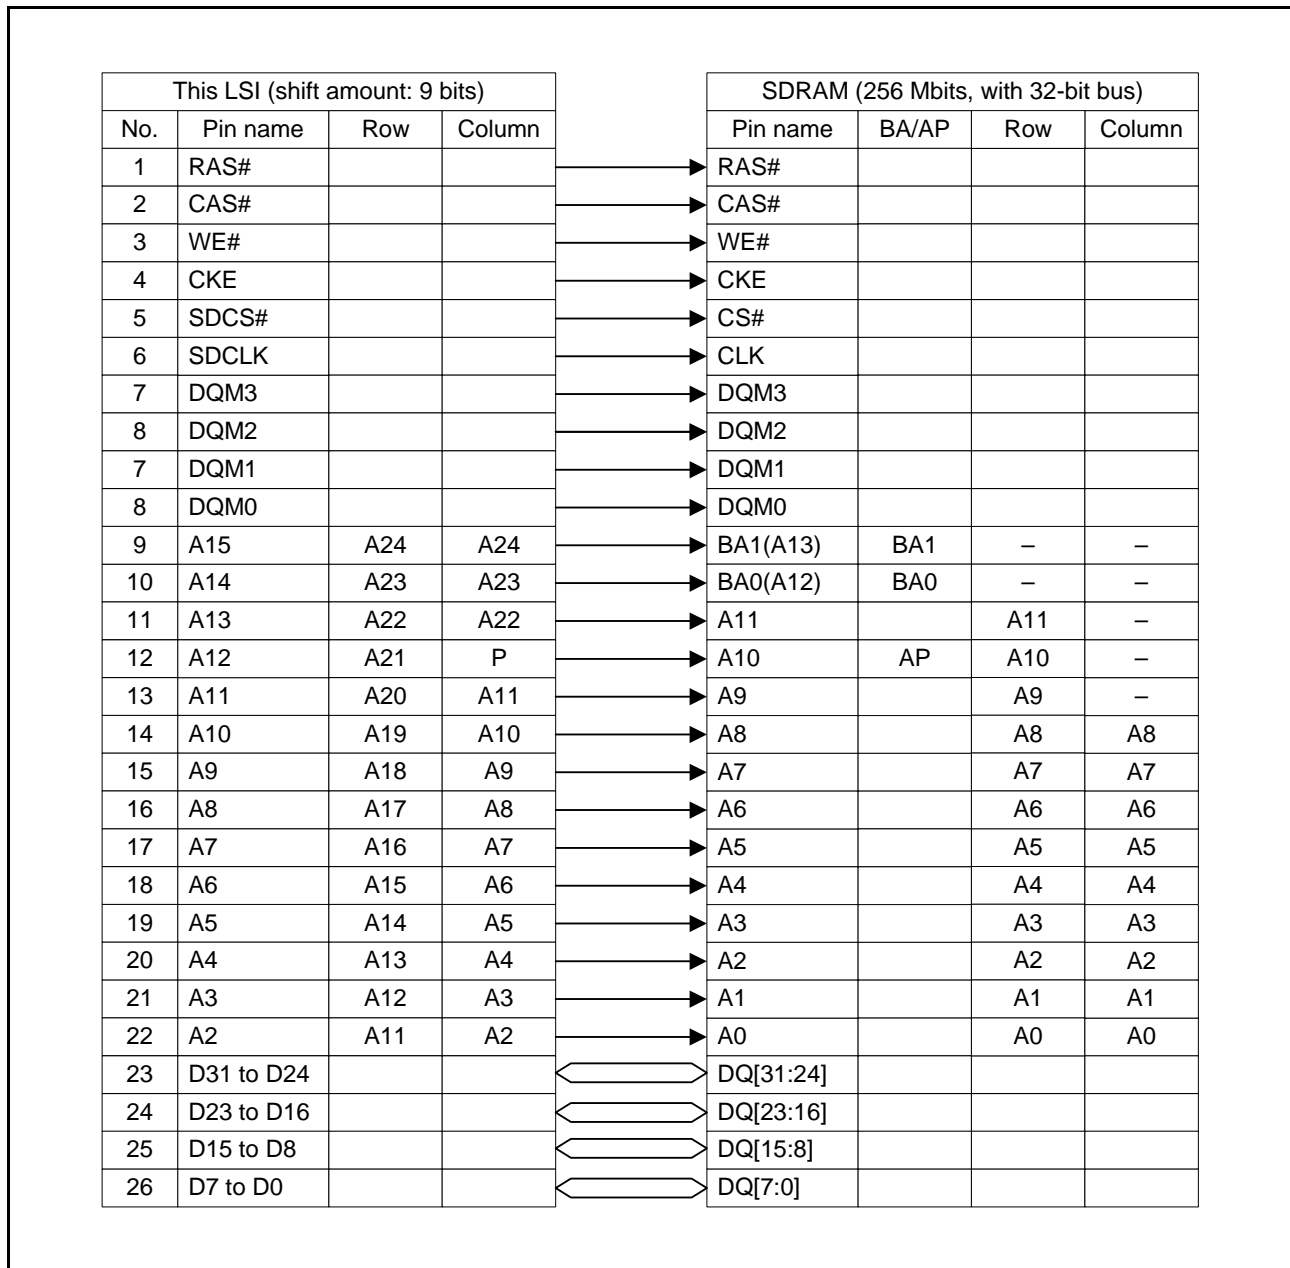 This LSI (shift amount: 9 bits) SDRAM (256 Mbits, with 32-bit bus)
No. Pin name Row Column Pin name BA/AP Row Column
1 RAS# RAS#
2 CAS# CAS#
3 WE# WE#
4 CKE CKE
5 SDCS# CS#
6 SDCLK CLK
7 DQM3 DQM3
8 DQM2 DQM2
7 DQM1 DQM1
8 DQM0 DQM0
9 A15 A24 A24 BA1(A13) BA1 – –
10 A14 A23 A23 BA0(A12) BA0 – –
11 A13 A22 A22 A11 A11 –
12 A12 A21 P A10 AP A10 –
13 A11 A20 A11 A9 A9 –
14 A10 A19 A10 A8 A8 A8
15 A9 A18 A9 A7 A7 A7
16 A8 A17 A8 A6 A6 A6
17 A7 A16 A7 A5 A5 A5
18 A6 A15 A6 A4 A4 A4
19 A5 A14 A5 A3 A3 A3
20 A4 A13 A4 A2 A2 A2
21 A3 A12 A3 A1 A1 A1
22 A2 A11 A2 A0 A0 A0
23 D31 to D24 DQ[31:24]
24 D23 to D16 DQ[23:16]
25 D15 to D8 DQ[15:8]
26 D7 to D0 DQ[7:0]